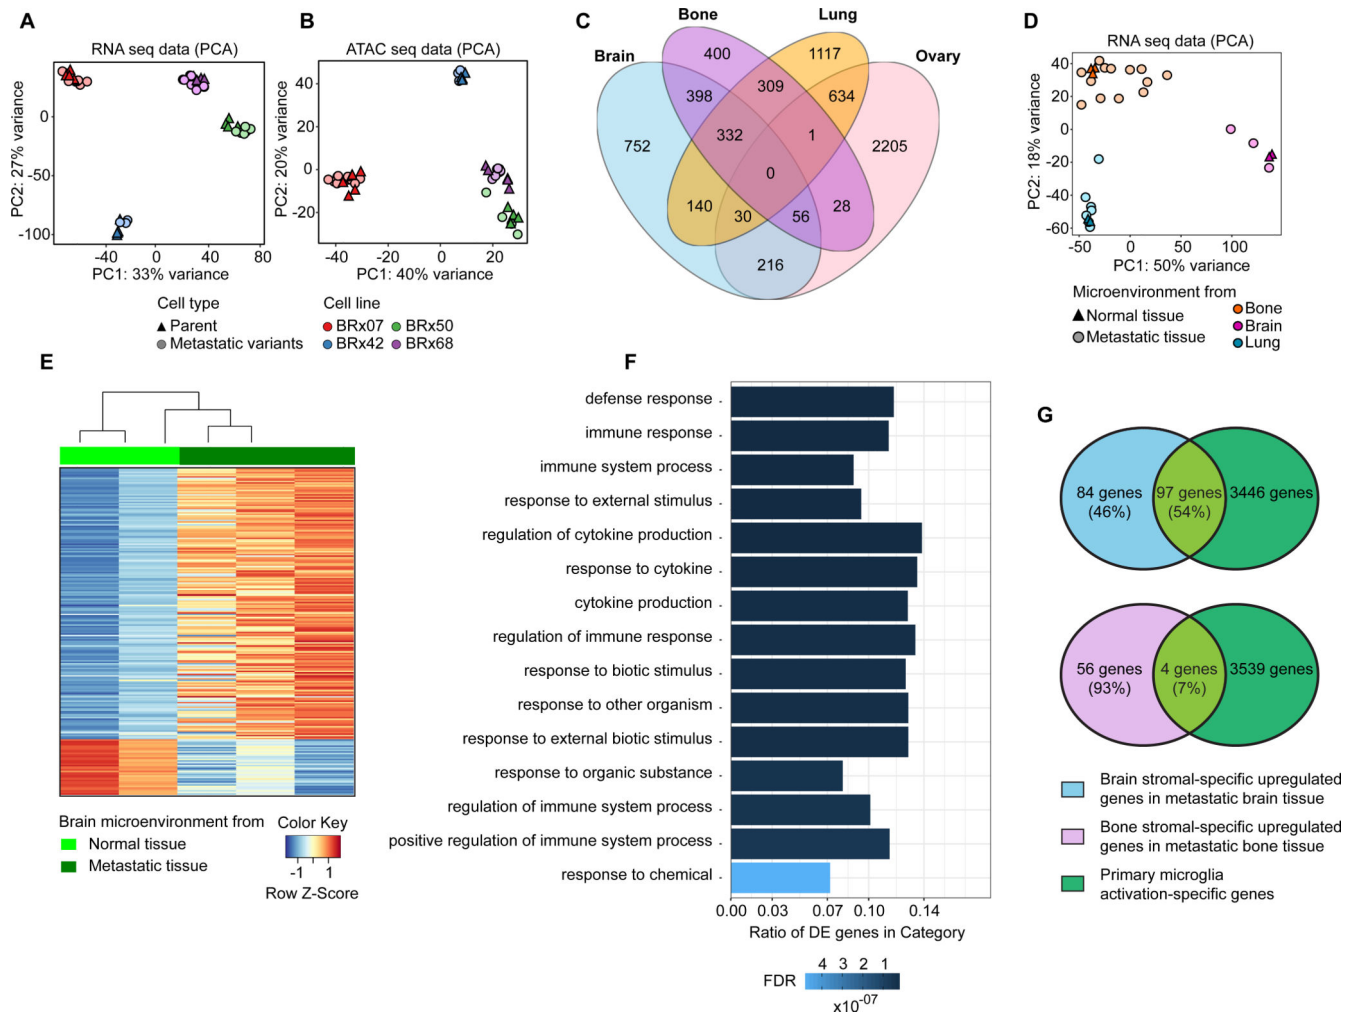 A
RNA seq data (PCA)
0
-50
-100
PC2: 27% variance
-40
0
40
80
PC1: 33% variance
B
ATAC seq data (PCA)
40
20
0
-20
PC2: 20% variance
-40
-20
0
20
PC1: 40% variance
Cell type
Parent
Metastatic variants
Cell line
BRx07
BRx50
BRx42
BRx68
C
Brain
Bone
Lung
Ovary
400
1117
398
309
634
752
332
1
2205
0
140
30
56
28
216
D
RNA seq data (PCA)
40
20
0
-20
-40
-60
PC2: 18% variance
-50
0
50
100
PC1: 50% variance
Microenvironment from
Normal tissue
Metastatic tissue
Bone
Brain
Lung
E
Brain microenvironment from
Normal tissue
Metastatic tissue
Color Key
-1
1
Row Z-Score
F
defense response
immune response
immune system process
response to external stimulus
regulation of cytokine production
response to cytokine
cytokine production
regulation of immune response
response to biotic stimulus
response to other organism
response to external biotic stimulus
response to organic substance
regulation of immune system process
positive regulation of immune system process
response to chemical
0.00
0.03
0.07
0.10
0.14
Ratio of DE genes in Category
FDR
4 3 2 1
x10-07
G
84 genes
(46%)
97 genes
(54%)
3446 genes
56 genes
(93%)
4 genes
(7%)
3539 genes
Brain stromal-specific upregulated
genes in metastatic brain tissue
Bone stromal-specific upregulated
genes in metastatic bone tissue
Primary microglia
activation-specific genes